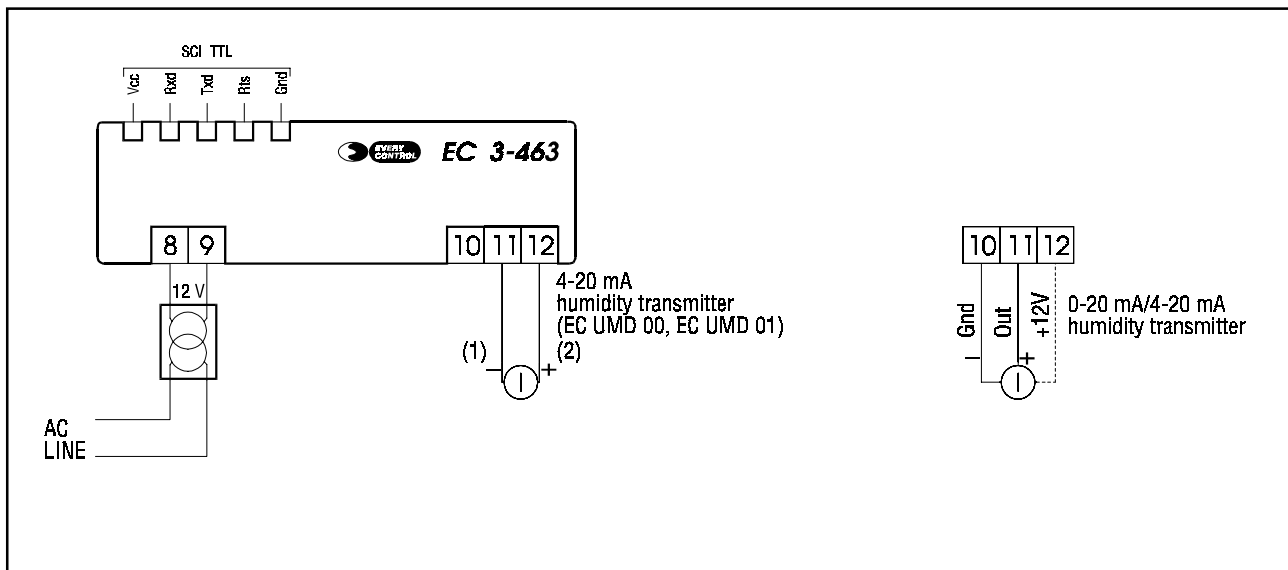 SCI TTL
Vcc
Rxd
Txd
Rts
Gnd
EVERY
CONTROL
EC 3-463
8 9
10 11 12
12 V
4-20 mA
humidity transmitter
(EC UMD 00, EC UMD 01)
(1)
(2)
− +
I
AC
LINE
10 11 12
Gnd
Out
+12V
0-20 mA/4-20 mA
humidity transmitter
− +
I